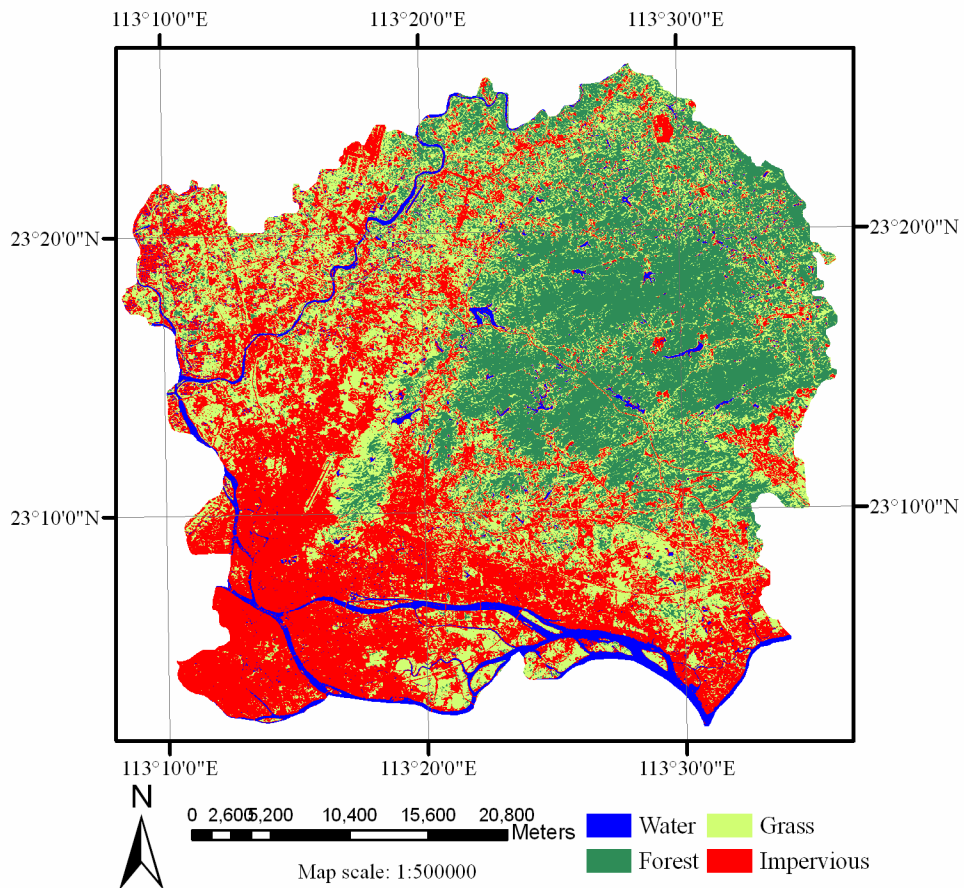 113°10'0"E 113°20'0"E 113°30'0"E
23°20'0"N 23°20'0"N
23°10'0"N 23°10'0"N
113°10'0"E 113°20'0"E 113°30'0"E
N
0 2,600 5,200 10,400 15,600 20,800
Meters
Map scale: 1:500000
Water Grass
Forest Impervious